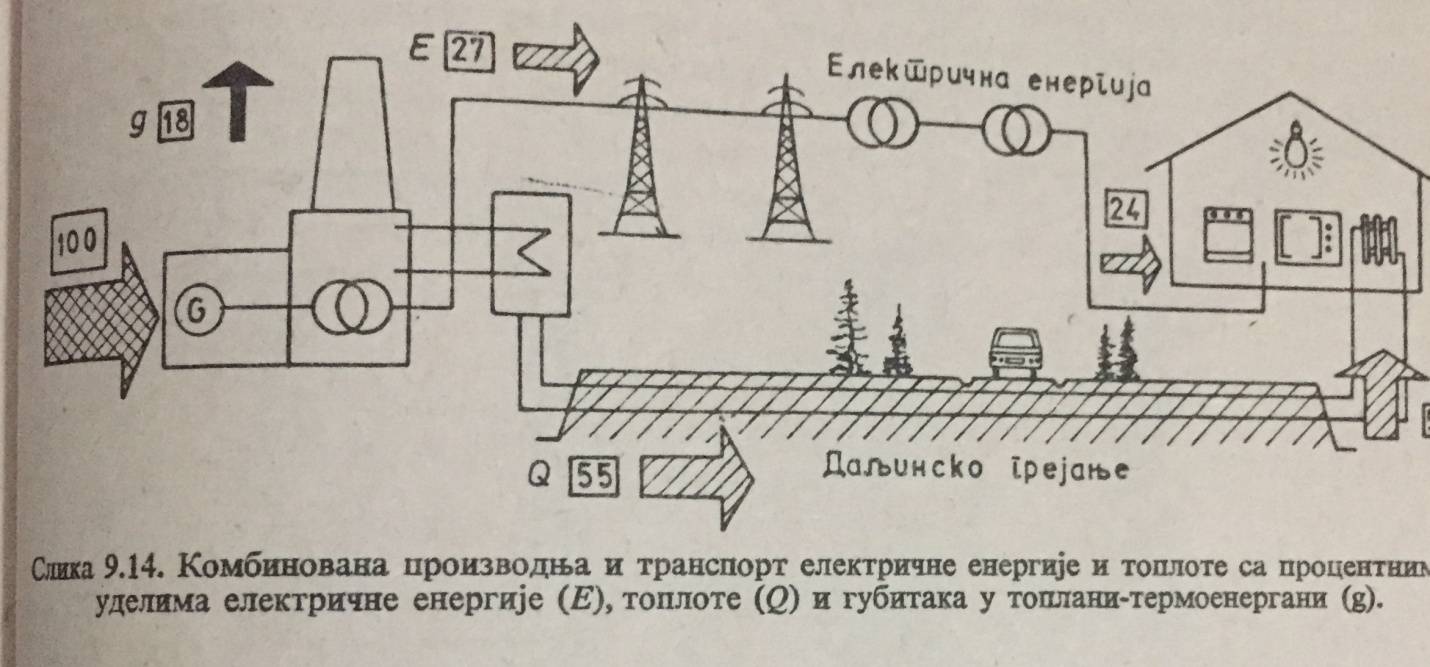 E 27
Електрична енергија
g 18
100
24
G
Q 55
Даљинско грејање
Слика 9.14. Комбинована производња и транспорт електричне енергије и топлоте са процентним
уделима електричне енергије (E), топлоте (Q) и губитака у топлани-термоенергани (g).